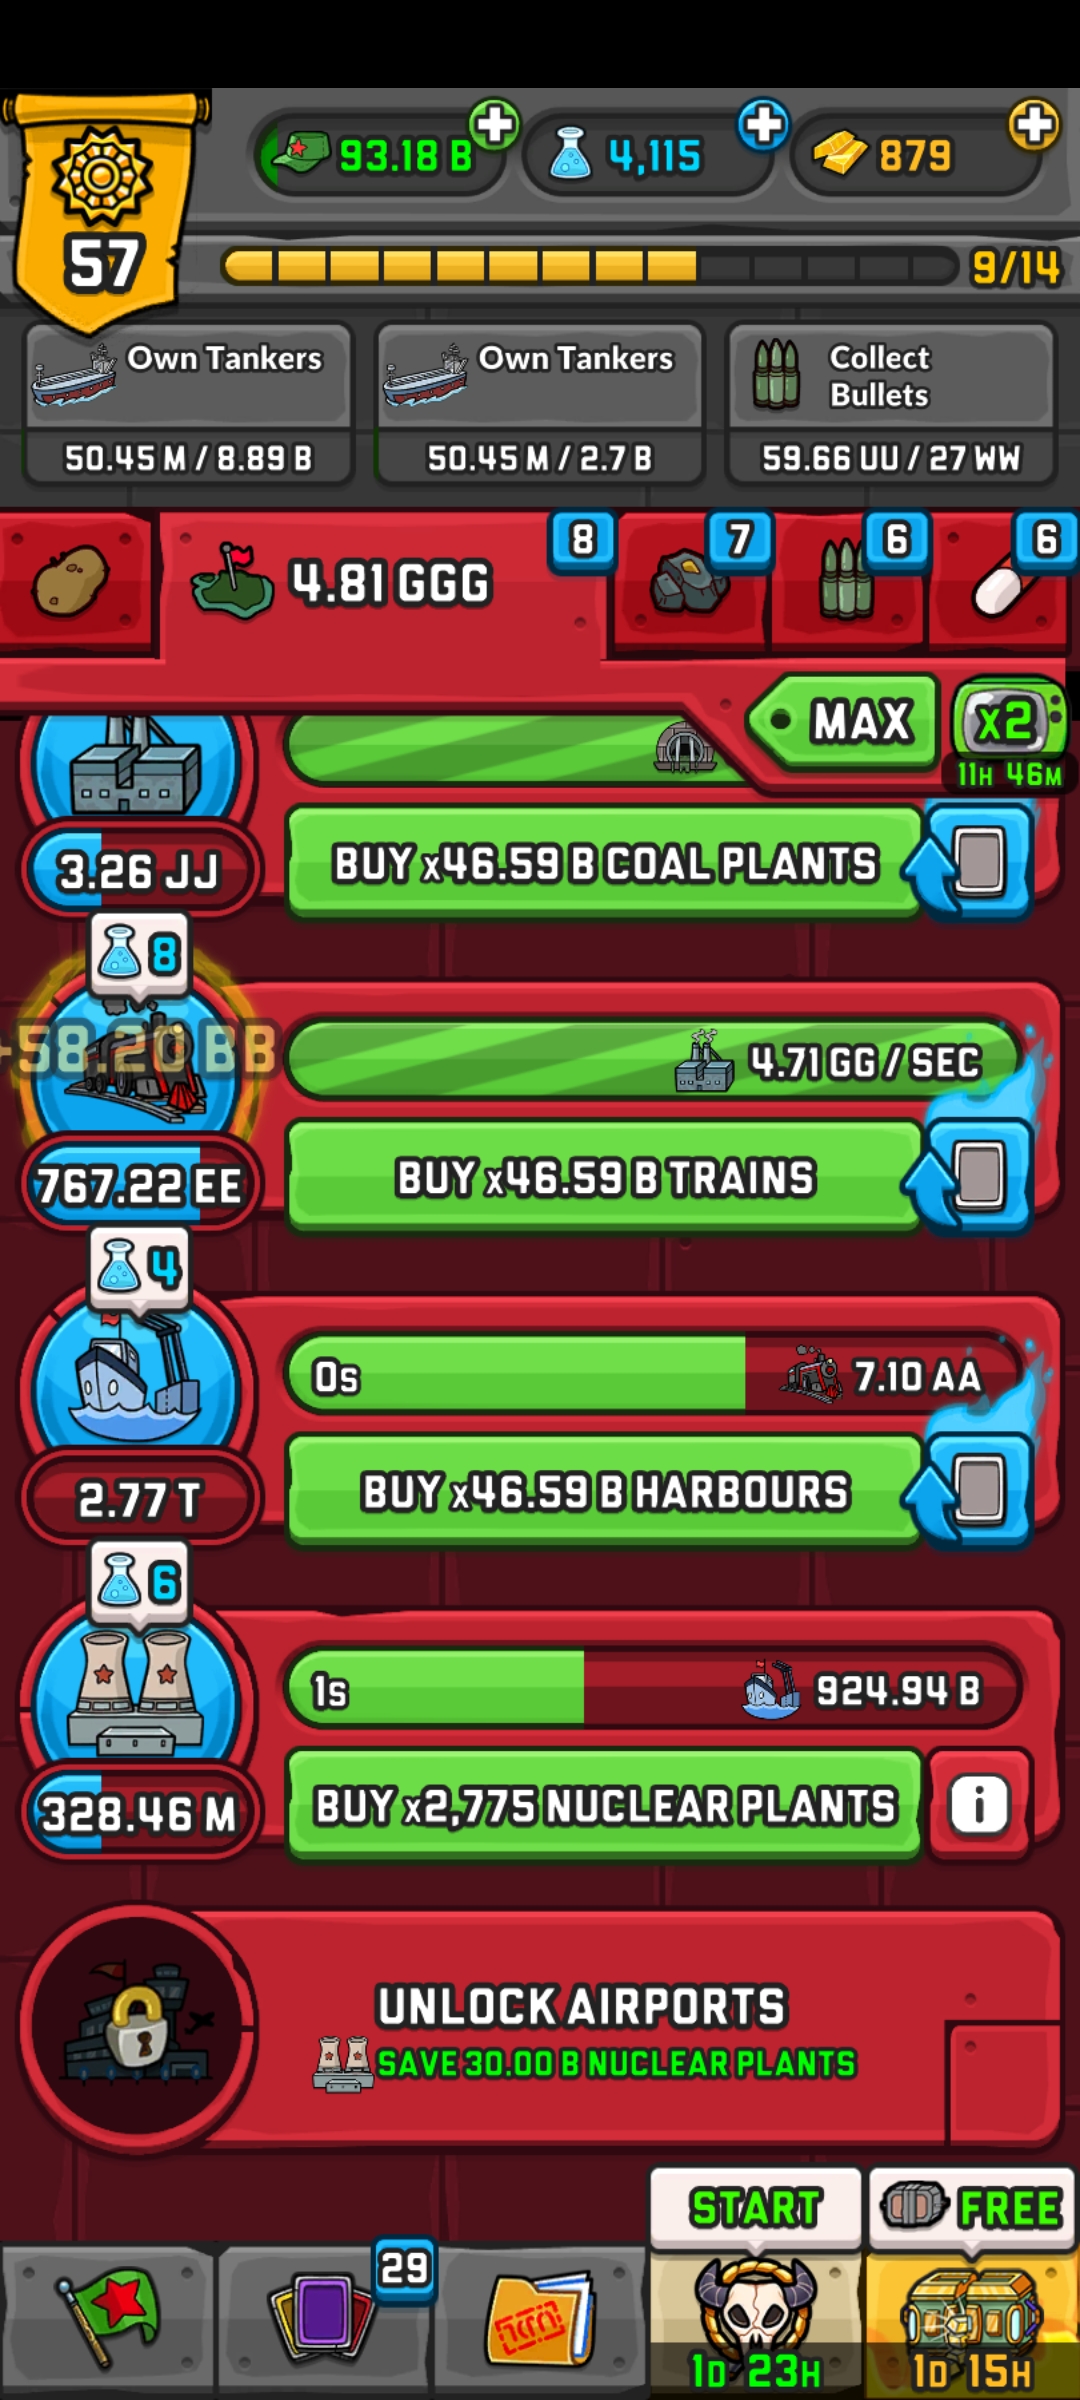 93.18 B
4,115
879
57
9/14
Own Tankers
50.45 M / 8.89 B
Own Tankers
50.45 M / 2.7 B
Collect
Bullets
59.66 UU / 27 WW
4.81 GGG
8
7
6
6
MAX
x2
11H 46M
3.26 JJ
BUY x46.59 B COAL PLANTS
8
+58.20 BB
4.71 GG / SEC
767.22 EE
BUY x46.59 B TRAINS
4
0s
7.10 AA
2.77 T
BUY x46.59 B HARBOURS
6
1s
924.94 B
328.46 M
BUY x2,775 NUCLEAR PLANTS
i
UNLOCK AIRPORTS
SAVE 30.00 B NUCLEAR PLANTS
START
FREE
29
1D 23H
1D 15H